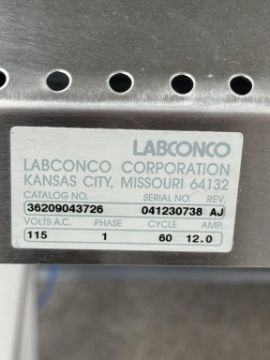 LABCONCO
LABCONCO CORPORATION
KANSAS CITY, MISSOURI 64132
CATALOG NO. SERIAL NO. REV.
36209043726 041230738 AJ
VOLTS A.C. PHASE CYCLE AMP.
115 1 60 12.0